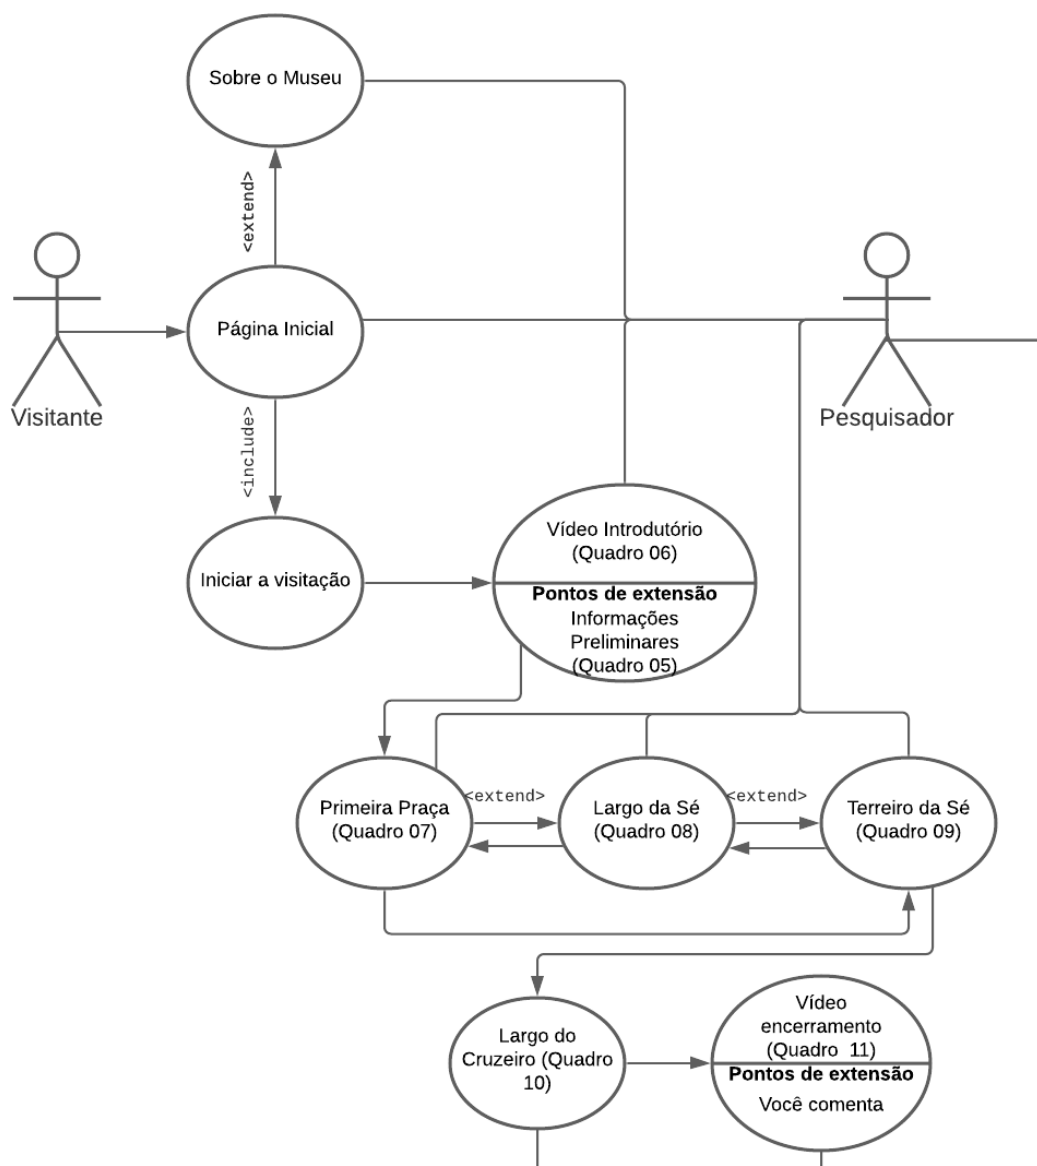 Sobre o Museu
<extend>
Página Inicial
Visitante
Pesquisador
<include>
Iniciar a visitação
Vídeo Introdutório
(Quadro 06)
Pontos de extensão
Informações
Preliminares
(Quadro 05)
Primeira Praça
(Quadro 07)
<extend>
Largo da Sé
(Quadro 08)
<extend>
Terreiro da Sé
(Quadro 09)
Largo do
Cruzeiro (Quadro
10)
Vídeo
encerramento
(Quadro 11)
Pontos de extensão
Você comenta